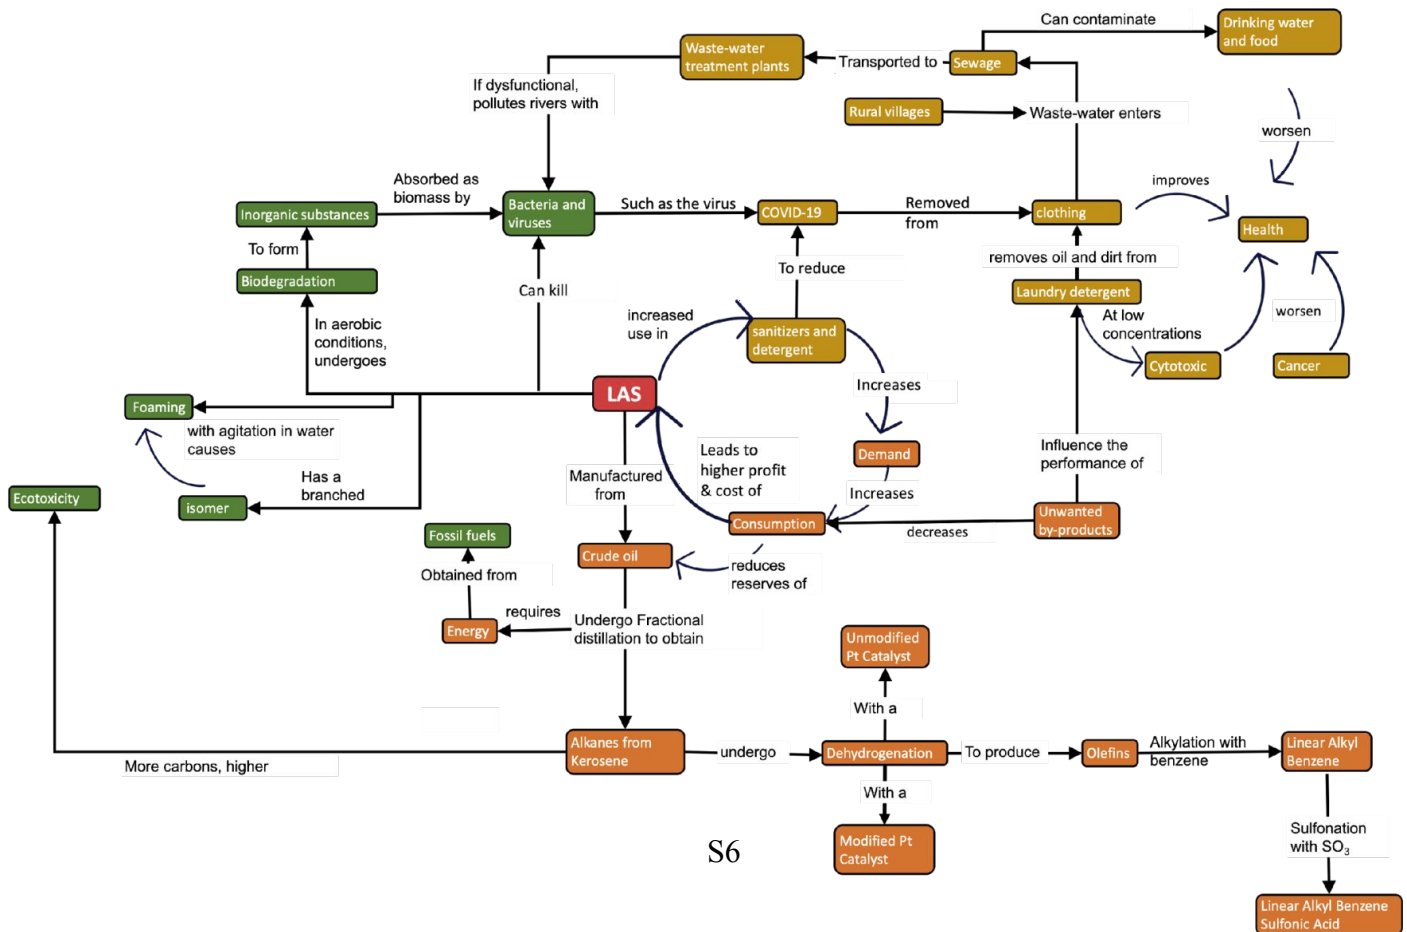 Can contaminate
Drinking water
and food
Waste-water
treatment plants
Transported to
Sewage
If dysfunctional,
pollutes rivers with
Rural villages
Waste-water enters
worsen
Absorbed as
biomass by
improves
Inorganic substances
Bacteria and
viruses
Such as the virus
COVID-19
Removed
from
clothing
Health
To form
removes oil and dirt from
Biodegradation
To reduce
Can kill
Laundry detergent
increased
use in
sanitizers and
detergent
At low
concentrations
worsen
In aerobic
conditions,
undergoes
Cytotoxic
Cancer
LAS
Increases
Foaming
with agitation in water
causes
Leads to
higher profit
& cost of
Demand
Influence the
performance of
Manufactured
from
Has a
branched
Increases
Ecotoxicity
isomer
Consumption
decreases
Unwanted
by-products
Fossil fuels
Crude oil
reduces
reserves of
Obtained from
requires
Energy
Undergo Fractional
distillation to obtain
Unmodified
Pt Catalyst
With a
Alkanes from
Kerosene
undergo
Dehydrogenation
To produce
Olefins
Alkylation with
benzene
Linear Alkyl
Benzene
More carbons, higher
With a
Modified Pt
Catalyst
S6
Sulfonation
with SO₃
Linear Alkyl Benzene
Sulfonic Acid